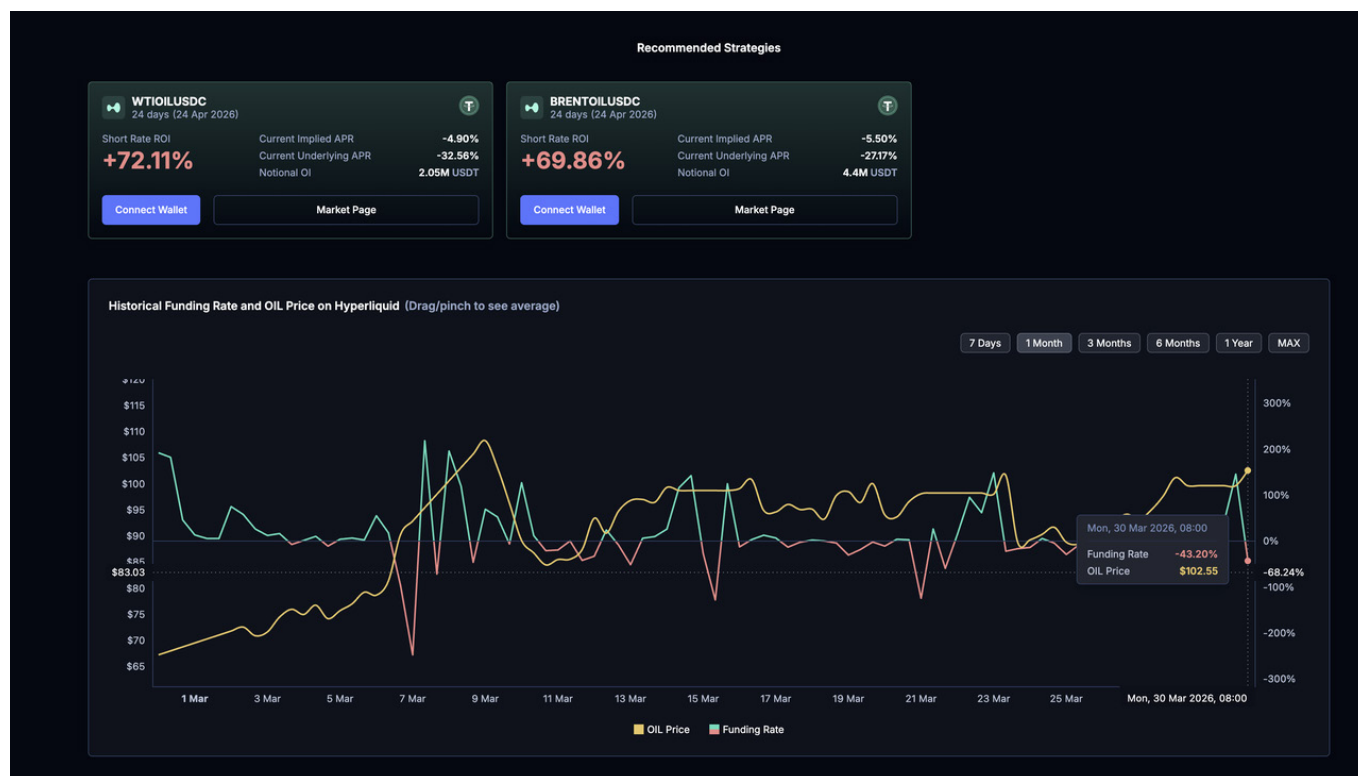 Recommended Strategies
WTIOILUSDC
24 days (24 Apr 2026)
Short Rate ROI
+72.11%
Current Implied APR -4.90%
Current Underlying APR -32.56%
Notional OI 2.05M USDT
Connect Wallet Market Page
BRENTOILUSDC
24 days (24 Apr 2026)
Short Rate ROI
+69.86%
Current Implied APR -5.50%
Current Underlying APR -27.17%
Notional OI 4.4M USDT
Connect Wallet Market Page
Historical Funding Rate and OIL Price on Hyperliquid (Drag/pinch to see average)
7 Days 1 Month 3 Months 6 Months 1 Year MAX
$120
$115
$110
$105
$100
$95
$90
$85
$83.03
$80
$75
$70
$65
300%
200%
100%
0%
-68.24%
-100%
-200%
-300%
Mon, 30 Mar 2026, 08:00
Funding Rate -43.20%
OIL Price $102.55
1 Mar 3 Mar 5 Mar 7 Mar 9 Mar 11 Mar 13 Mar 15 Mar 17 Mar 19 Mar 21 Mar 23 Mar 25 Mar Mon, 30 Mar 2026, 08:00
OIL Price Funding Rate